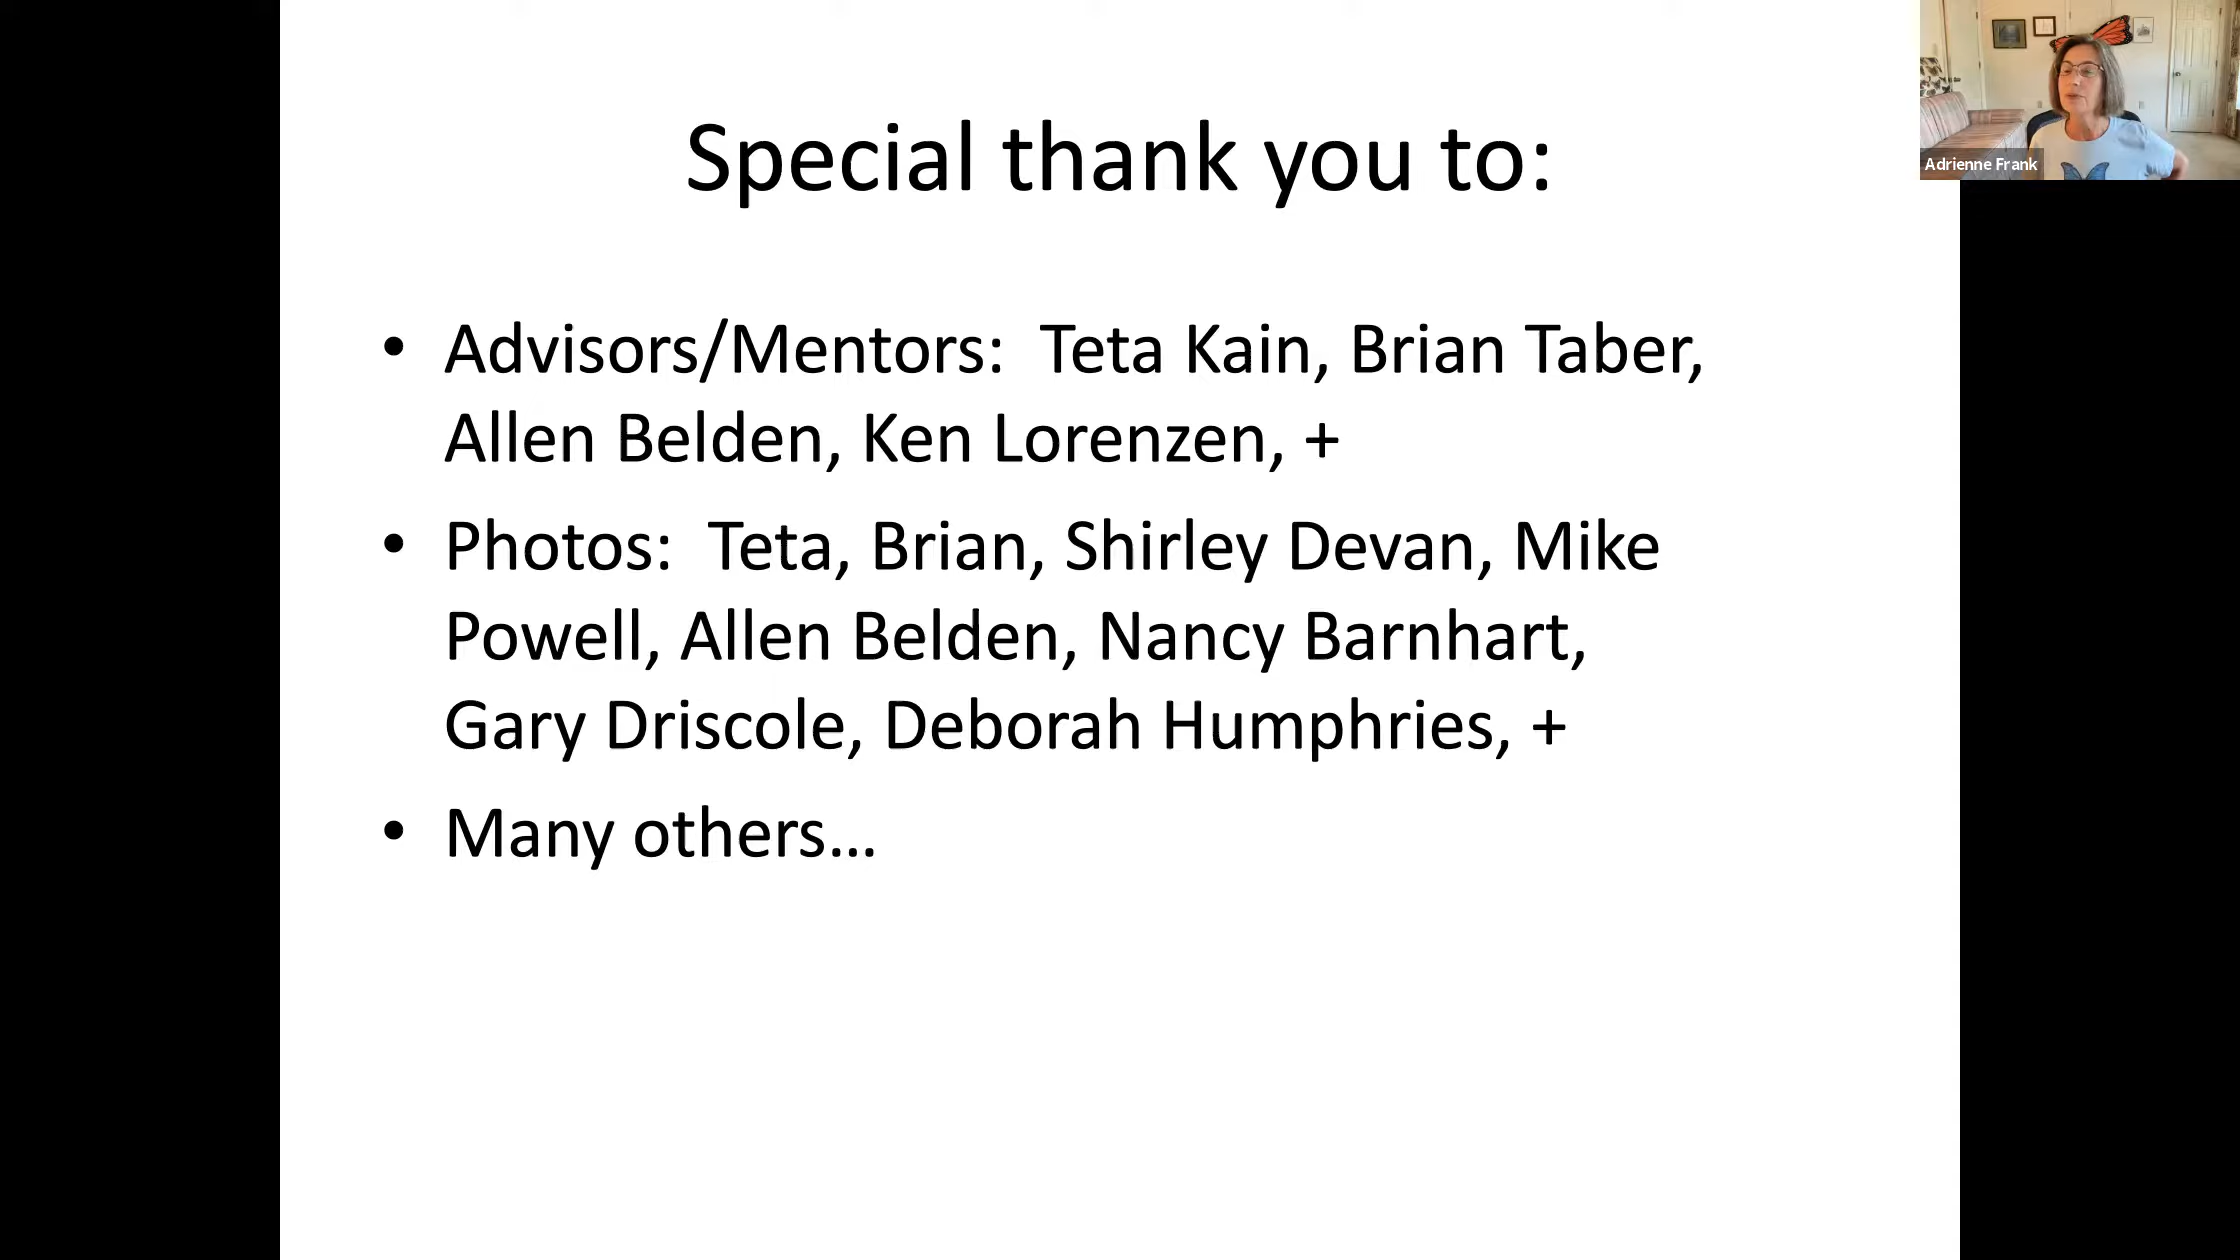 Special thank you to:
• Advisors/Mentors:  Teta Kain, Brian Taber,
Allen Belden, Ken Lorenzen, +
• Photos:  Teta, Brian, Shirley Devan, Mike
Powell, Allen Belden, Nancy Barnhart,
Gary Driscole, Deborah Humphries, +
• Many others...
Adrienne Frank